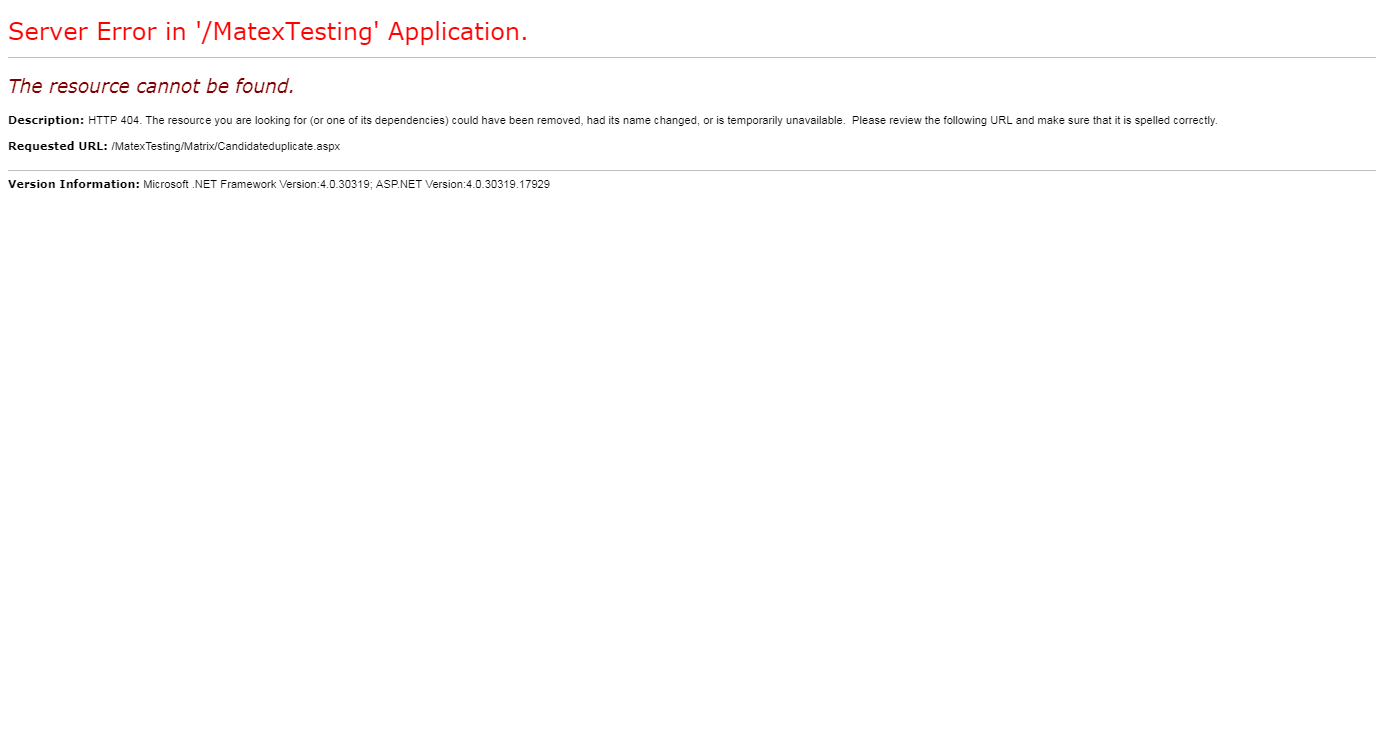 Server Error in '/MatexTesting' Application.
The resource cannot be found.
Description: HTTP 404. The resource you are looking for (or one of its dependencies) could have been removed, had its name changed, or is temporarily unavailable.  Please review the following URL and make sure that it is spelled correctly.
Requested URL: /MatexTesting/Matrix/Candidateduplicate.aspx
Version Information: Microsoft .NET Framework Version:4.0.30319; ASP.NET Version:4.0.30319.17929